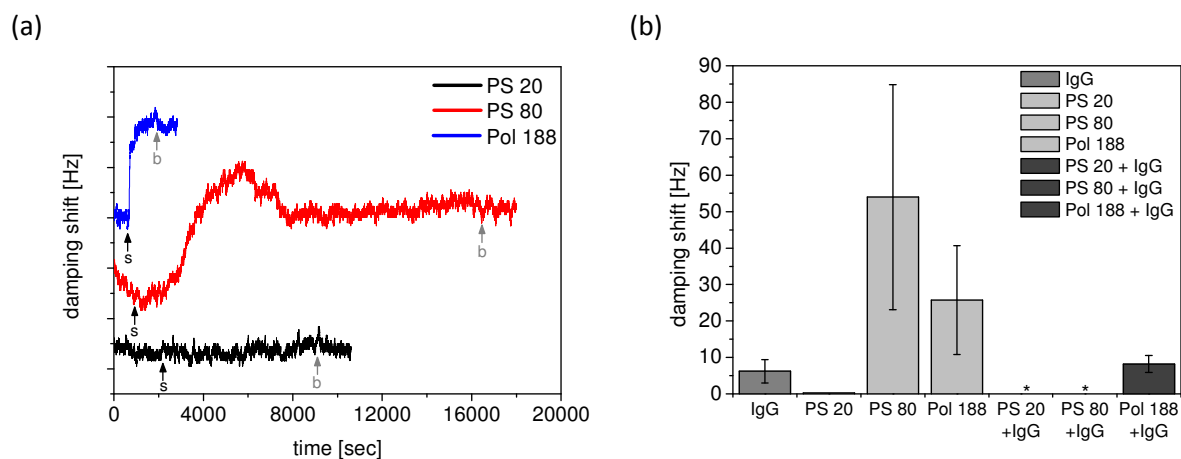 (a)
damping shift [Hz]
PS 20
PS 80
Pol 188
s
b
s
b
s
b
0
4000
8000
12000
16000
20000
time [sec]
(b)
damping shift [Hz]
90
80
70
60
50
40
30
20
10
0
IgG
PS 20
PS 80
Pol 188
PS 20 + IgG
PS 80 + IgG
Pol 188 + IgG
*
*
IgG
PS 20
PS 80
Pol 188
PS 20
+IgG
PS 80
+IgG
Pol 188
+IgG